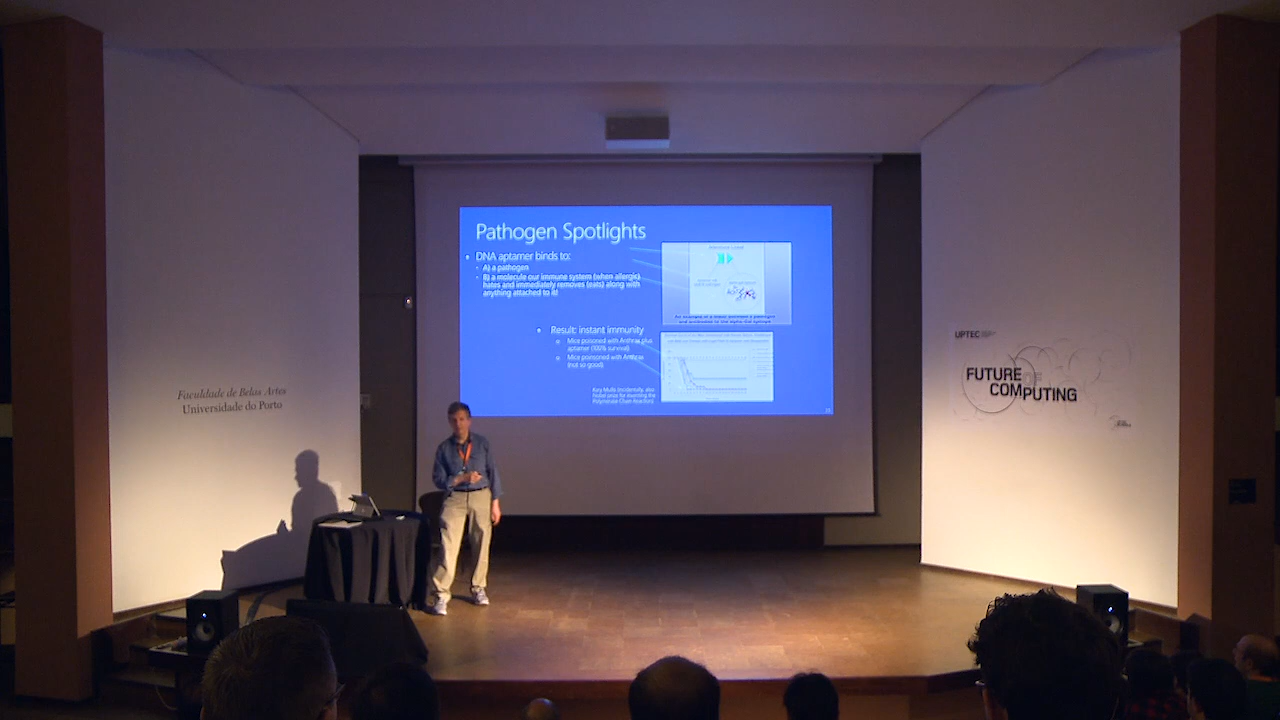 Pathogen Spotlights
DNA aptamer binds to:
A) a pathogen
B) a molecule our immune system (when allergic)
hates and immediately removes (eats) along with
anything attached to it!
Result: instant immunity
Mice poisoned with Anthrax plus
aptamer (100% survival)
Mice poisoned with Anthrax
(not so good)
Kary Mullis (incidentally, also
Nobel prize for inventing the
Polymerase Chain Reaction)
Faculdade de Belas Artes
Universidade do Porto
UPTEC
FUTURE OF
COMPUTING